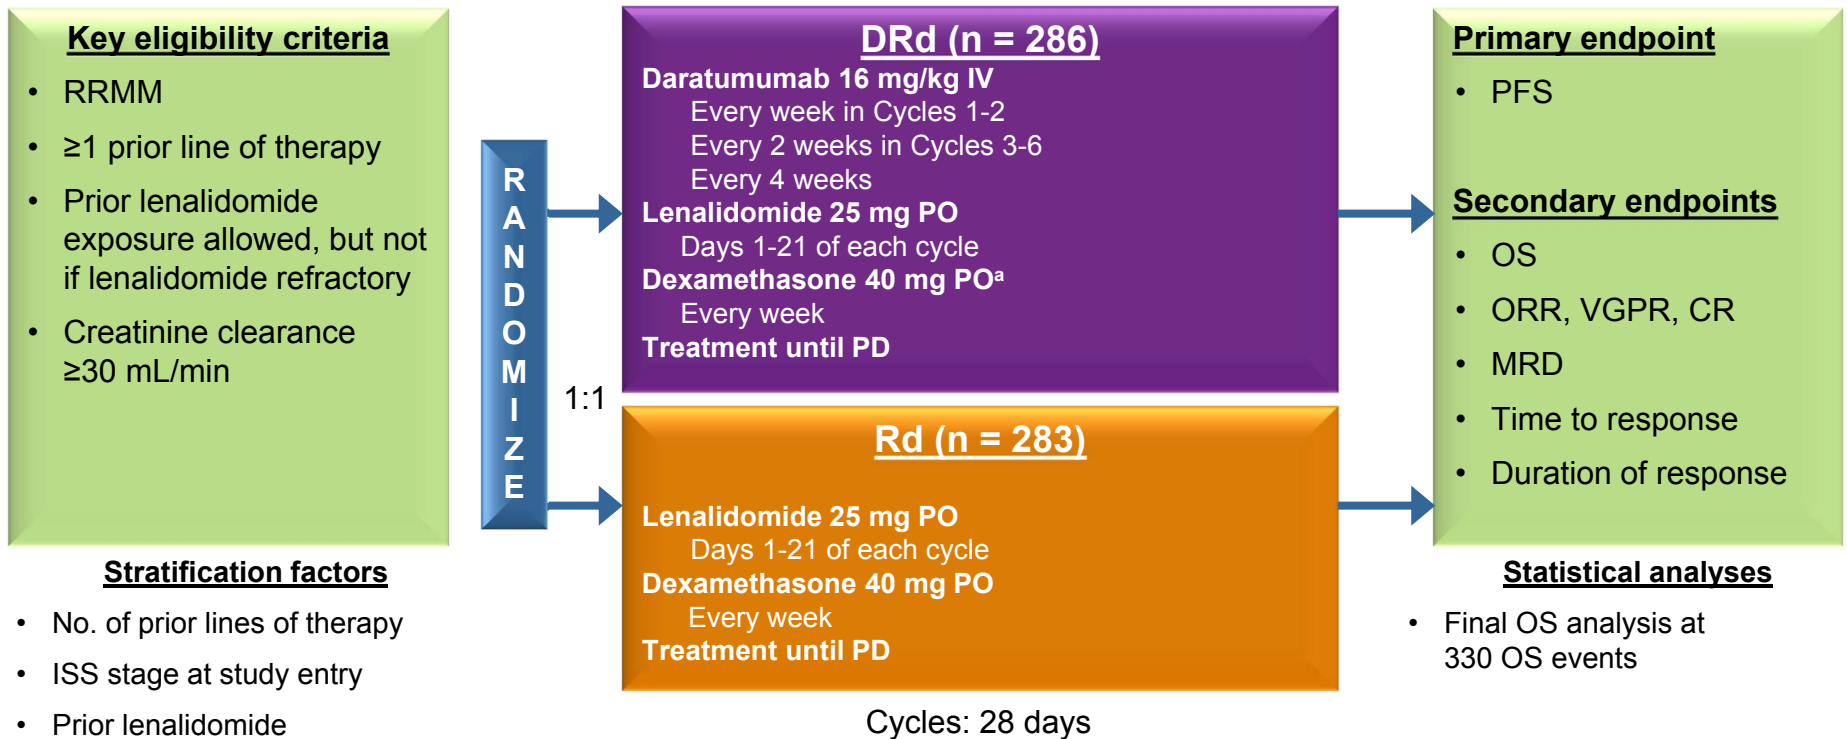 Key eligibility criteria
• RRMM
• ≥1 prior line of therapy
• Prior lenalidomide
exposure allowed, but not
if lenalidomide refractory
• Creatinine clearance
≥30 mL/min
Stratification factors
• No. of prior lines of therapy
• ISS stage at study entry
• Prior lenalidomide
R
A
N
D
O
M
I
Z
E
1:1
DRd (n = 286)
Daratumumab 16 mg/kg IV
Every week in Cycles 1-2
Every 2 weeks in Cycles 3-6
Every 4 weeks
Lenalidomide 25 mg PO
Days 1-21 of each cycle
Dexamethasone 40 mg POᵃ
Every week
Treatment until PD
Rd (n = 283)
Lenalidomide 25 mg PO
Days 1-21 of each cycle
Dexamethasone 40 mg PO
Every week
Treatment until PD
Cycles: 28 days
Primary endpoint
• PFS
Secondary endpoints
• OS
• ORR, VGPR, CR
• MRD
• Time to response
• Duration of response
Statistical analyses
• Final OS analysis at
330 OS events